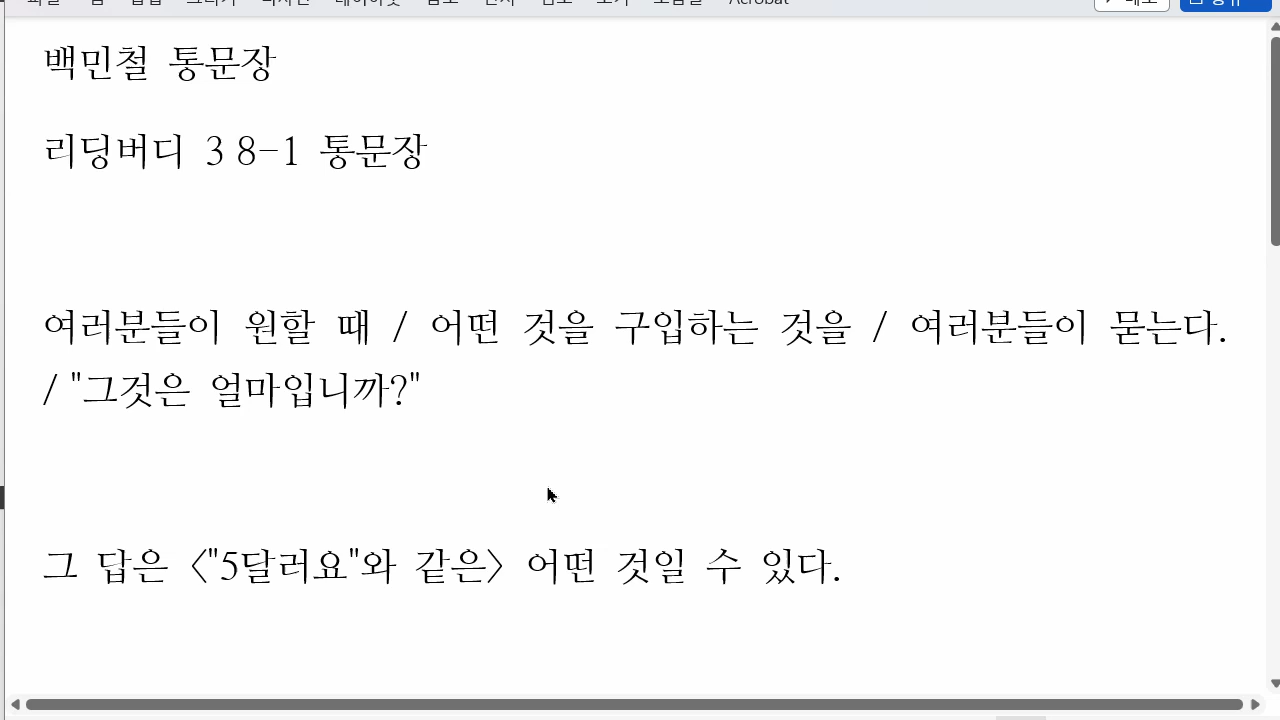 Acrobat
백민철 통문장
리딩버디 3 8-1 통문장
여러분들이 원할 때 / 어떤 것을 구입하는 것을 / 여러분들이 묻는다.
/ "그것은 얼마입니까?"
그 답은 〈"5달러요"와 같은〉 어떤 것일 수 있다.